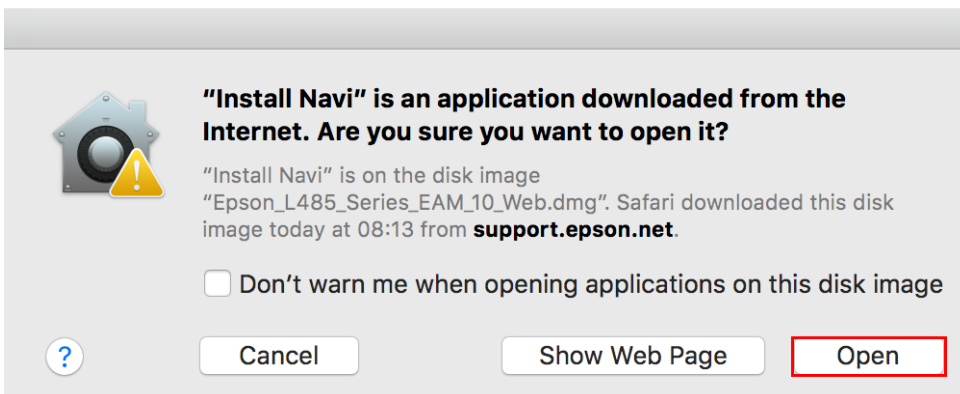 “Install Navi” is an application downloaded from the
Internet. Are you sure you want to open it?
“Install Navi” is on the disk image
“Epson_L485_Series_EAM_10_Web.dmg”. Safari downloaded this disk
image today at 08:13 from support.epson.net.
Don’t warn me when opening applications on this disk image
?
Cancel
Show Web Page
Open